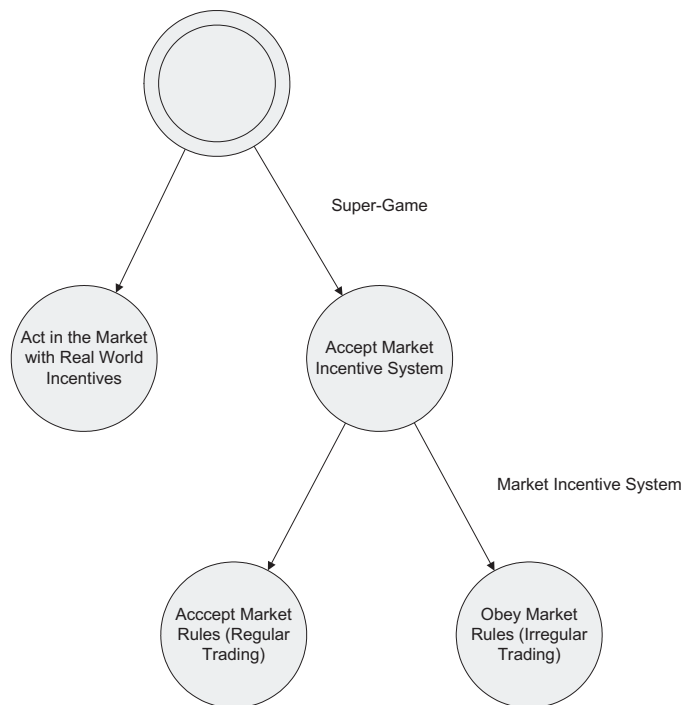 Super-Game
Act in the Market
with Real World
Incentives
Accept Market
Incentive System
Market Incentive System
Acccept Market
Rules (Regular
Trading)
Obey Market
Rules (Irregular
Trading)